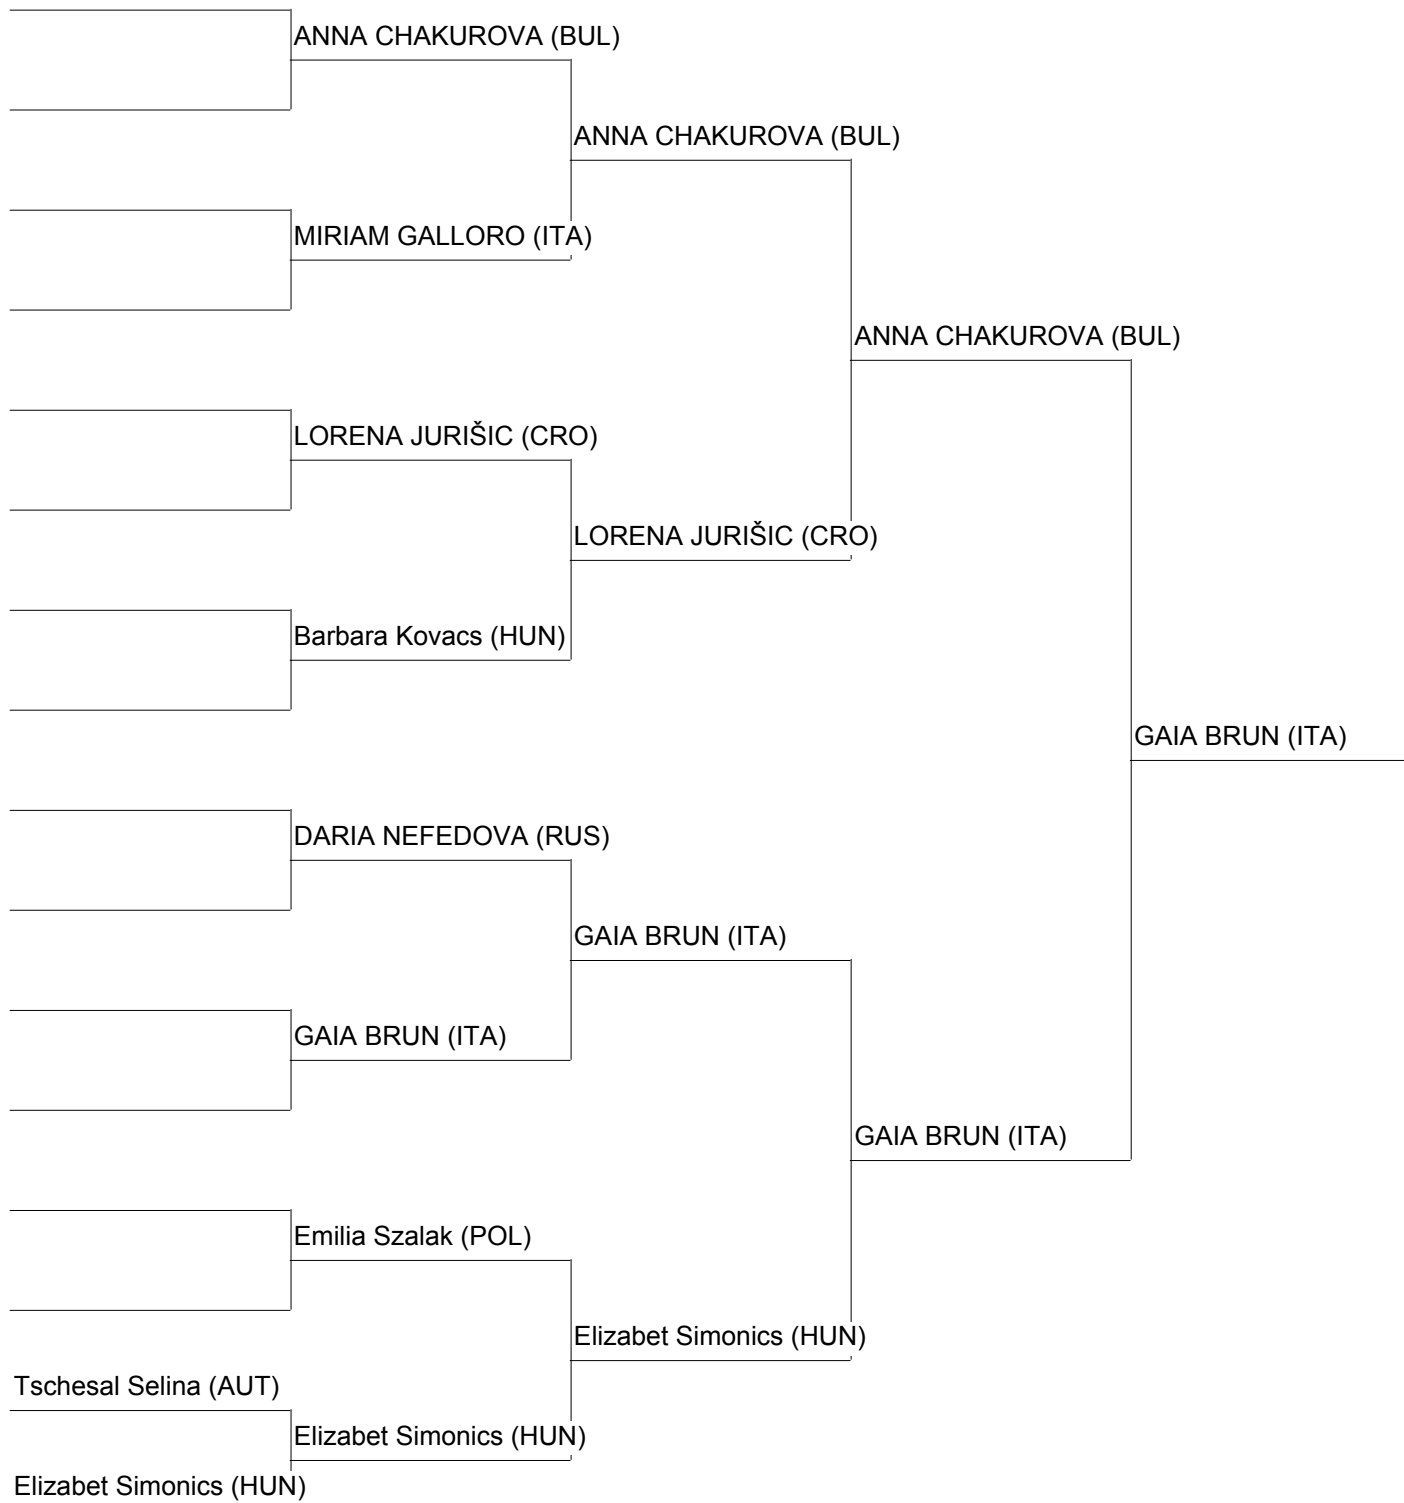 ANNA CHAKUROVA (BUL)
ANNA CHAKUROVA (BUL)
MIRIAM GALLORO (ITA)
ANNA CHAKUROVA (BUL)
LORENA JURIŠIC (CRO)
LORENA JURIŠIC (CRO)
Barbara Kovacs (HUN)
GAIA BRUN (ITA)
DARIA NEFEDOVA (RUS)
GAIA BRUN (ITA)
GAIA BRUN (ITA)
GAIA BRUN (ITA)
Emilia Szalak (POL)
Elizabet Simonics (HUN)
Tschesal Selina (AUT)
Elizabet Simonics (HUN)
Elizabet Simonics (HUN)